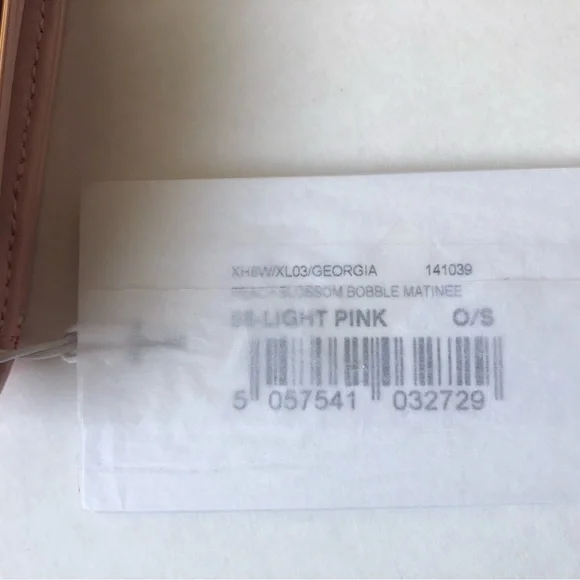 XH8W/XL03/GEORGIA 141039
PEACH BLOSSOM BOBBLE MATINEE
LIGHT PINK O/S
5 057541 032729